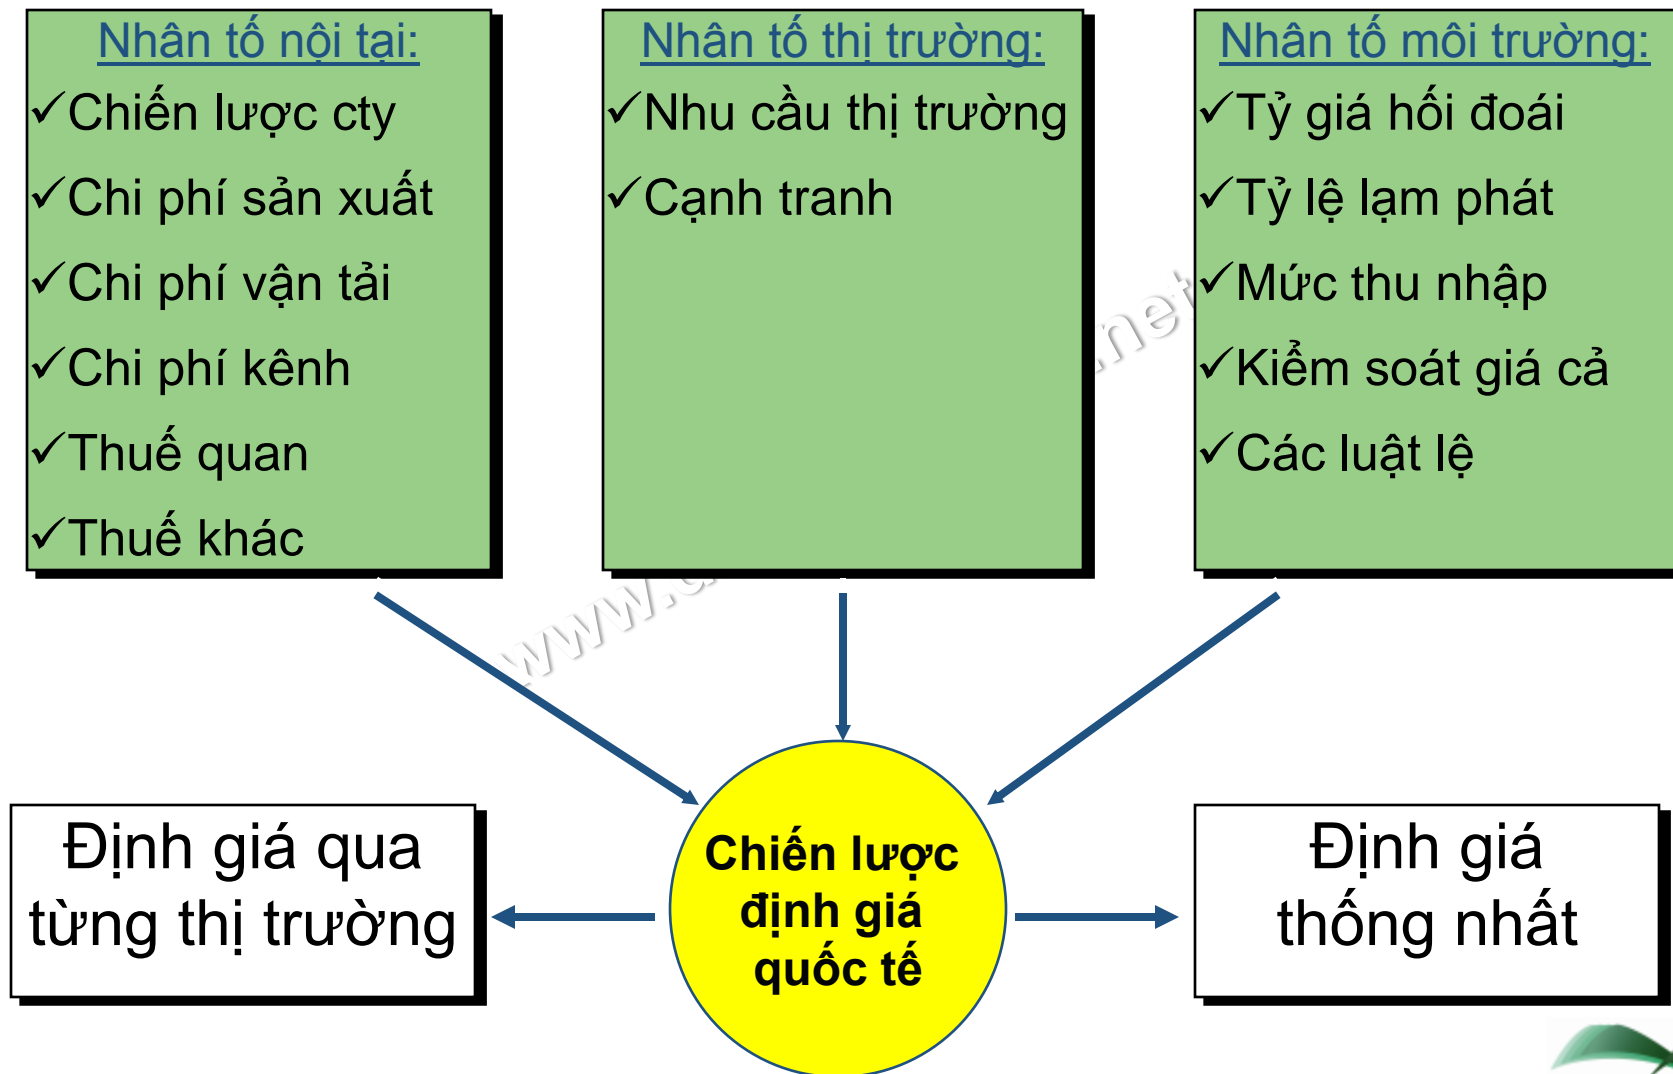 Nhân tố nội tại:
✓Chiến lược cty
✓Chi phí sản xuất
✓Chi phí vận tải
✓Chi phí kênh
✓Thuế quan
✓Thuế khác
Nhân tố thị trường:
✓Nhu cầu thị trường
✓Cạnh tranh
Nhân tố môi trường:
✓Tỷ giá hối đoái
✓Tỷ lệ lạm phát
✓Mức thu nhập
✓Kiểm soát giá cả
✓Các luật lệ
Định giá qua
từng thị trường
Chiến lược
định giá
quốc tế
Định giá
thống nhất